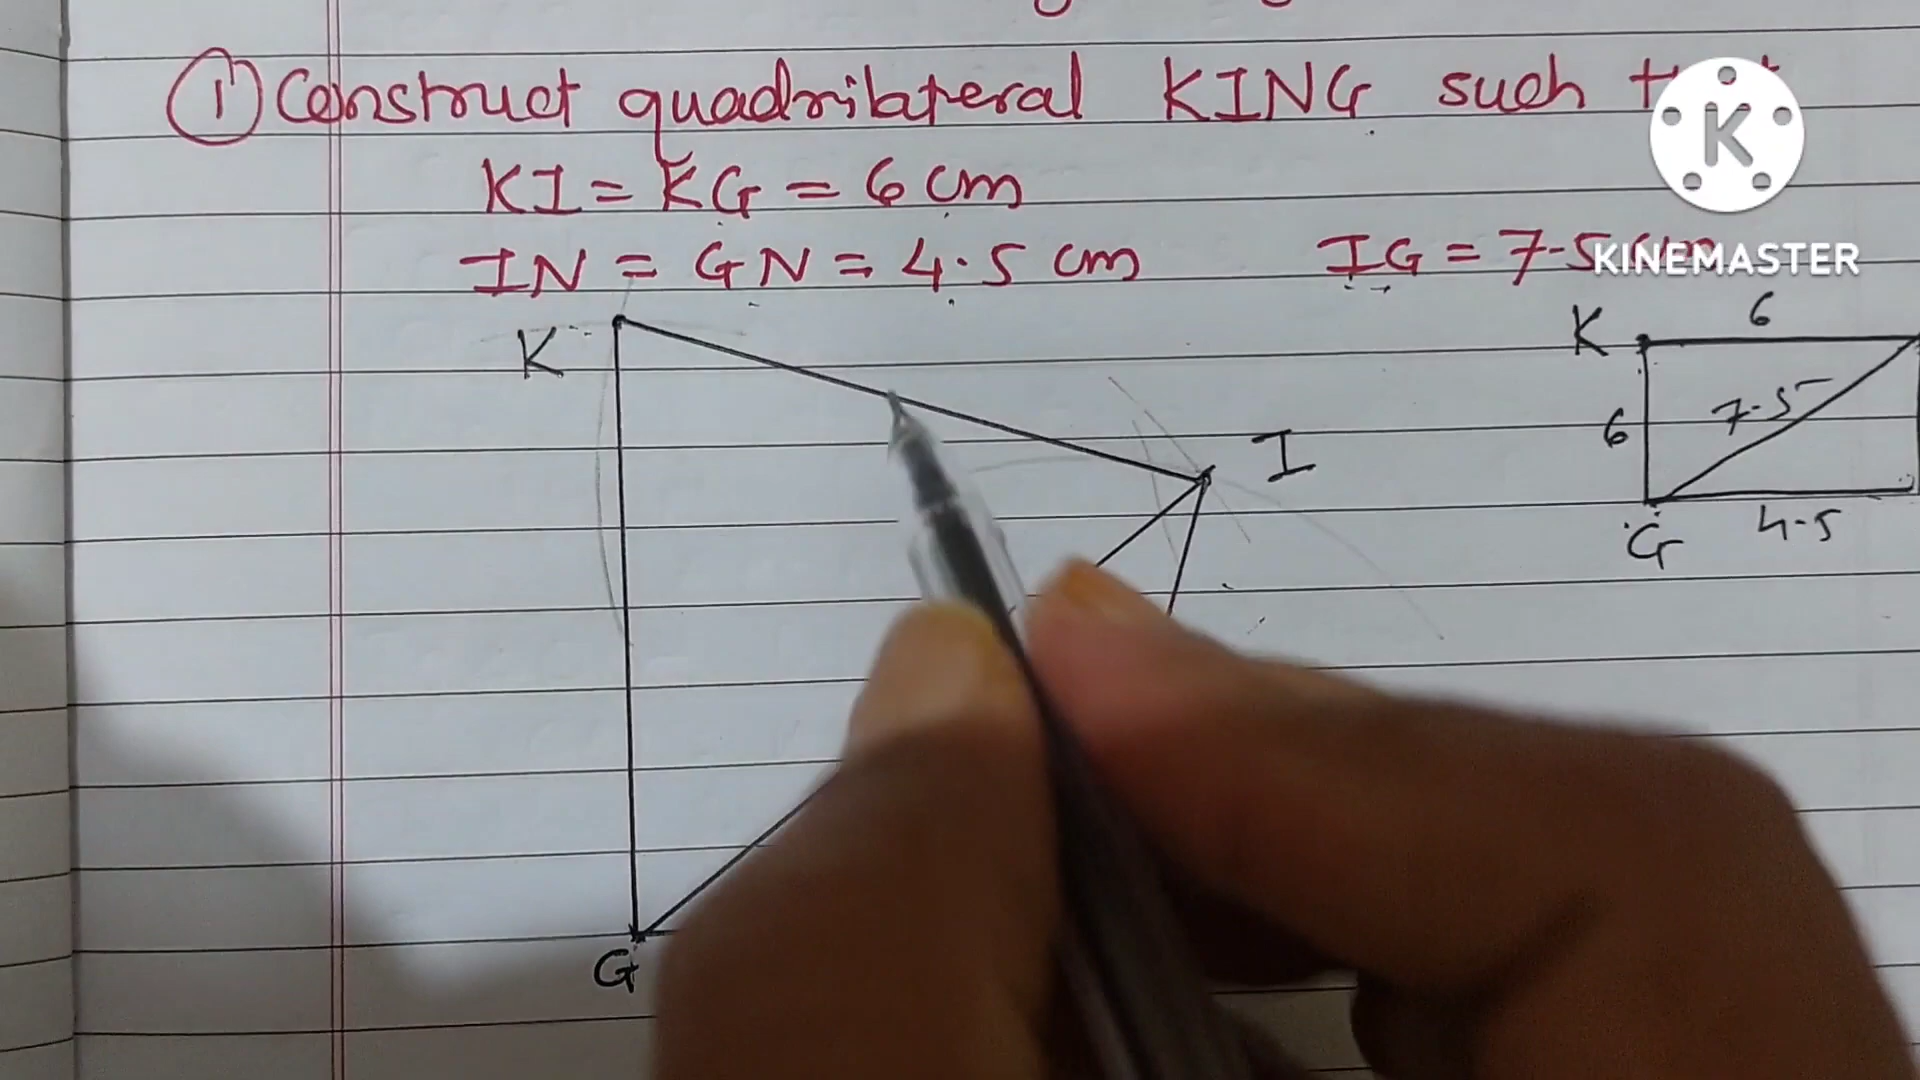 ① Construct quadrilateral KING such
KI = KG = 6 cm
IN = GN = 4.5 cm IG = 7.5 cm
K
KINEMASTER
K
I
G
K 6
6 7.5
G 4.5